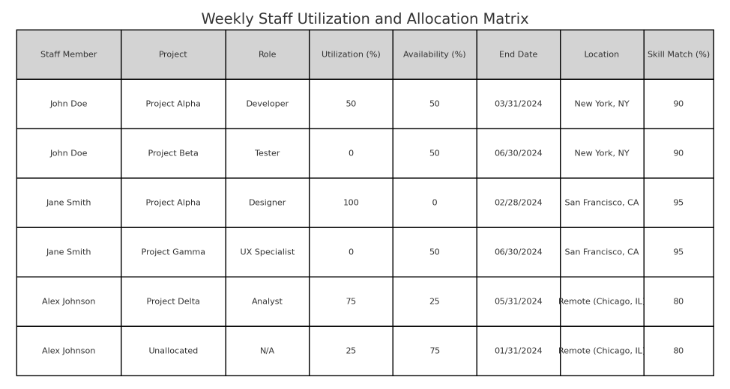 Weekly Staff Utilization and Allocation Matrix
Staff Member Project Role Utilization (%) Availability (%) End Date Location Skill Match (%)
John Doe Project Alpha Developer 50 50 03/31/2024 New York, NY 90
John Doe Project Beta Tester 0 50 06/30/2024 New York, NY 90
Jane Smith Project Alpha Designer 100 0 02/28/2024 San Francisco, CA 95
Jane Smith Project Gamma UX Specialist 0 50 06/30/2024 San Francisco, CA 95
Alex Johnson Project Delta Analyst 75 25 05/31/2024 Remote (Chicago, IL) 80
Alex Johnson Unallocated N/A 25 75 01/31/2024 Remote (Chicago, IL) 80